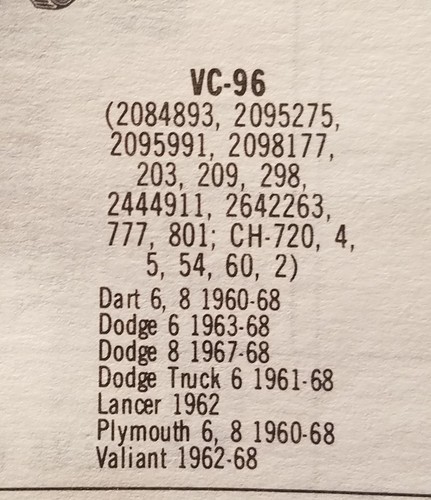 VC-96
(2084893, 2095275,
2095991, 2098177,
203, 209, 298,
2444911, 2642263,
777, 801; CH-720, 4,
5, 54, 60, 2)
Dart 6, 8 1960-68
Dodge 6 1963-68
Dodge 8 1967-68
Dodge Truck 6 1961-68
Lancer 1962
Plymouth 6, 8 1960-68
Valiant 1962-68